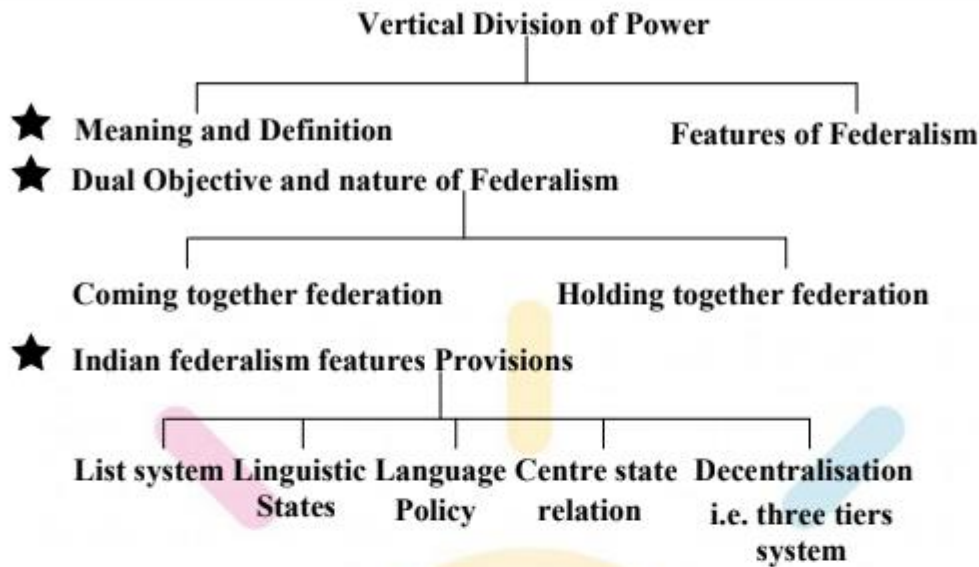 Vertical Division of Power
Meaning and Definition
Features of Federalism
Dual Objective and nature of Federalism
Coming together federation
Holding together federation
Indian federalism features Provisions
List system
Linguistic
States
Language
Policy
Centre state
relation
Decentralisation
i.e. three tiers
system